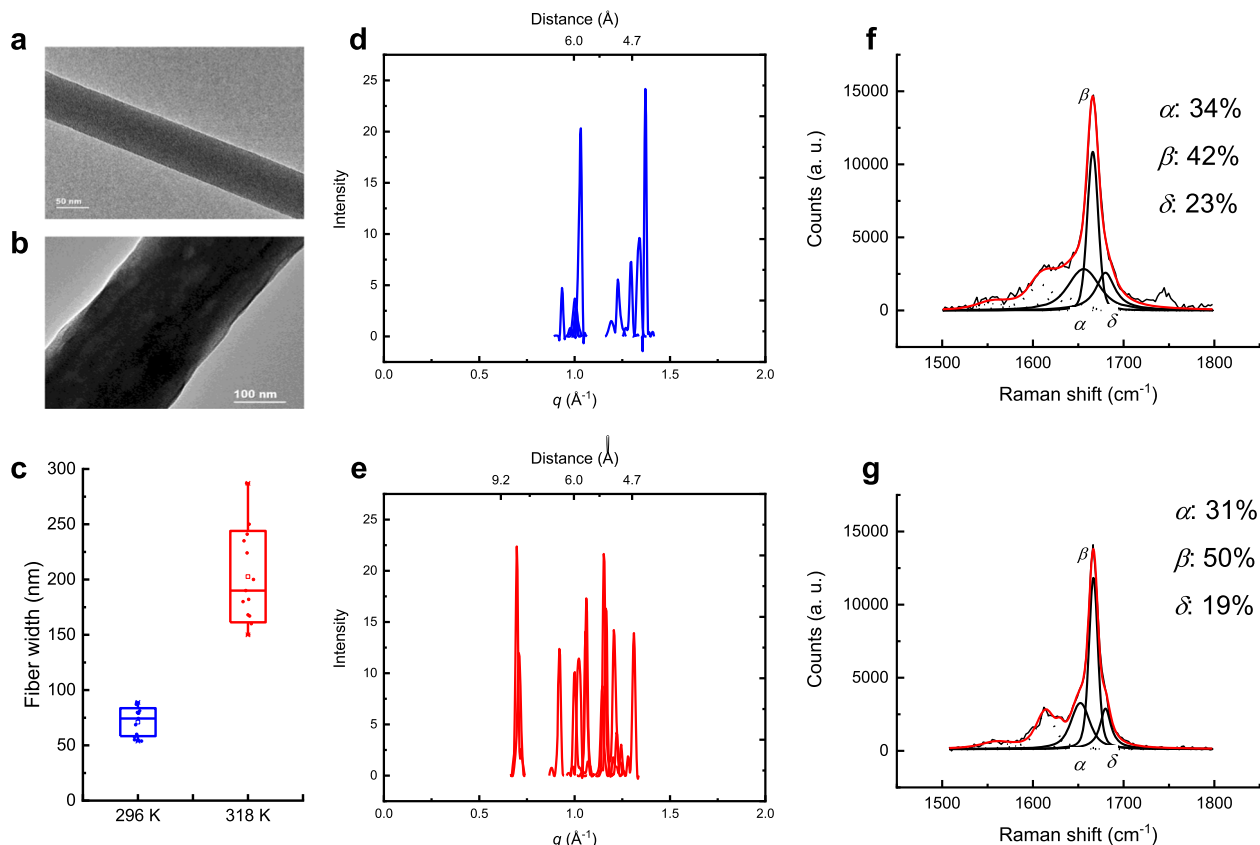 a
50 nm
b
100 nm
c
300
250
200
150
100
50
0
Fiber width (nm)
296 K
318 K
d
Distance (Å)
6.0
4.7
25
20
15
10
5
0
Intensity
0.0
0.5
1.0
1.5
2.0
q (Å-1)
e
Distance (Å)
9.2
6.0
4.7
25
20
15
10
5
0
Intensity
0.0
0.5
1.0
1.5
2.0
q (Å-1)
f
15000
10000
5000
0
Counts (a. u.)
β
α: 34%
β: 42%
δ: 23%
α
δ
1500
1600
1700
1800
Raman shift (cm-1)
g
15000
10000
5000
0
Counts (a. u.)
β
α: 31%
β: 50%
δ: 19%
α
δ
1500
1600
1700
1800
Raman shift (cm-1)